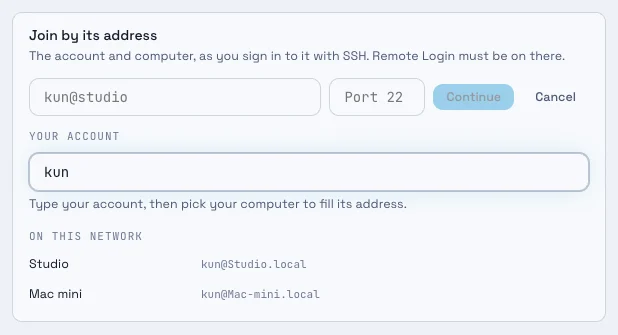 Join by its address
The account and computer, as you sign in to it with SSH. Remote Login must be on there.
kun@studio
Port 22
Continue
Cancel
YOUR ACCOUNT
kun
Type your account, then pick your computer to fill its address.
ON THIS NETWORK
Studio
kun@Studio.local
Mac mini
kun@Mac-mini.local